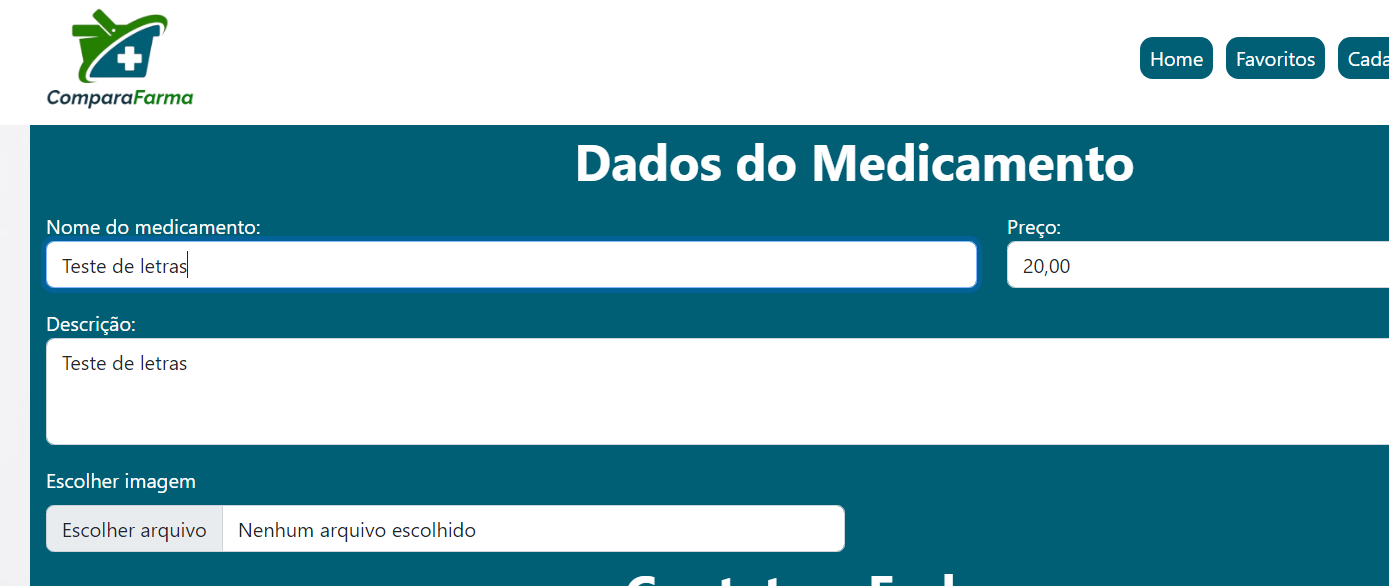 ComparaFarma
Home Favoritos Cada
Dados do Medicamento
Nome do medicamento: Preço:
Teste de letras 20,00
Descrição:
Teste de letras
Escolher imagem
Escolher arquivo Nenhum arquivo escolhido